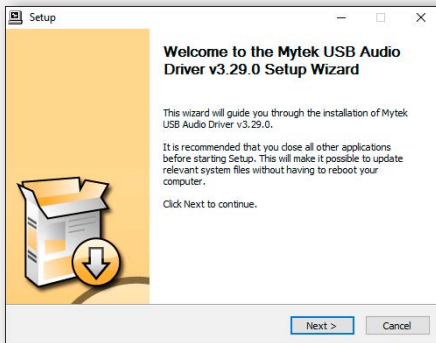 Setup
Welcome to the Mytek USB Audio
Driver v3.29.0 Setup Wizard
This wizard will guide you through the installation of Mytek
USB Audio Driver v3.29.0.
It is recommended that you close all other applications
before starting Setup. This will make it possible to update
relevant system files without having to reboot your
computer.
Click Next to continue.
Next >
Cancel